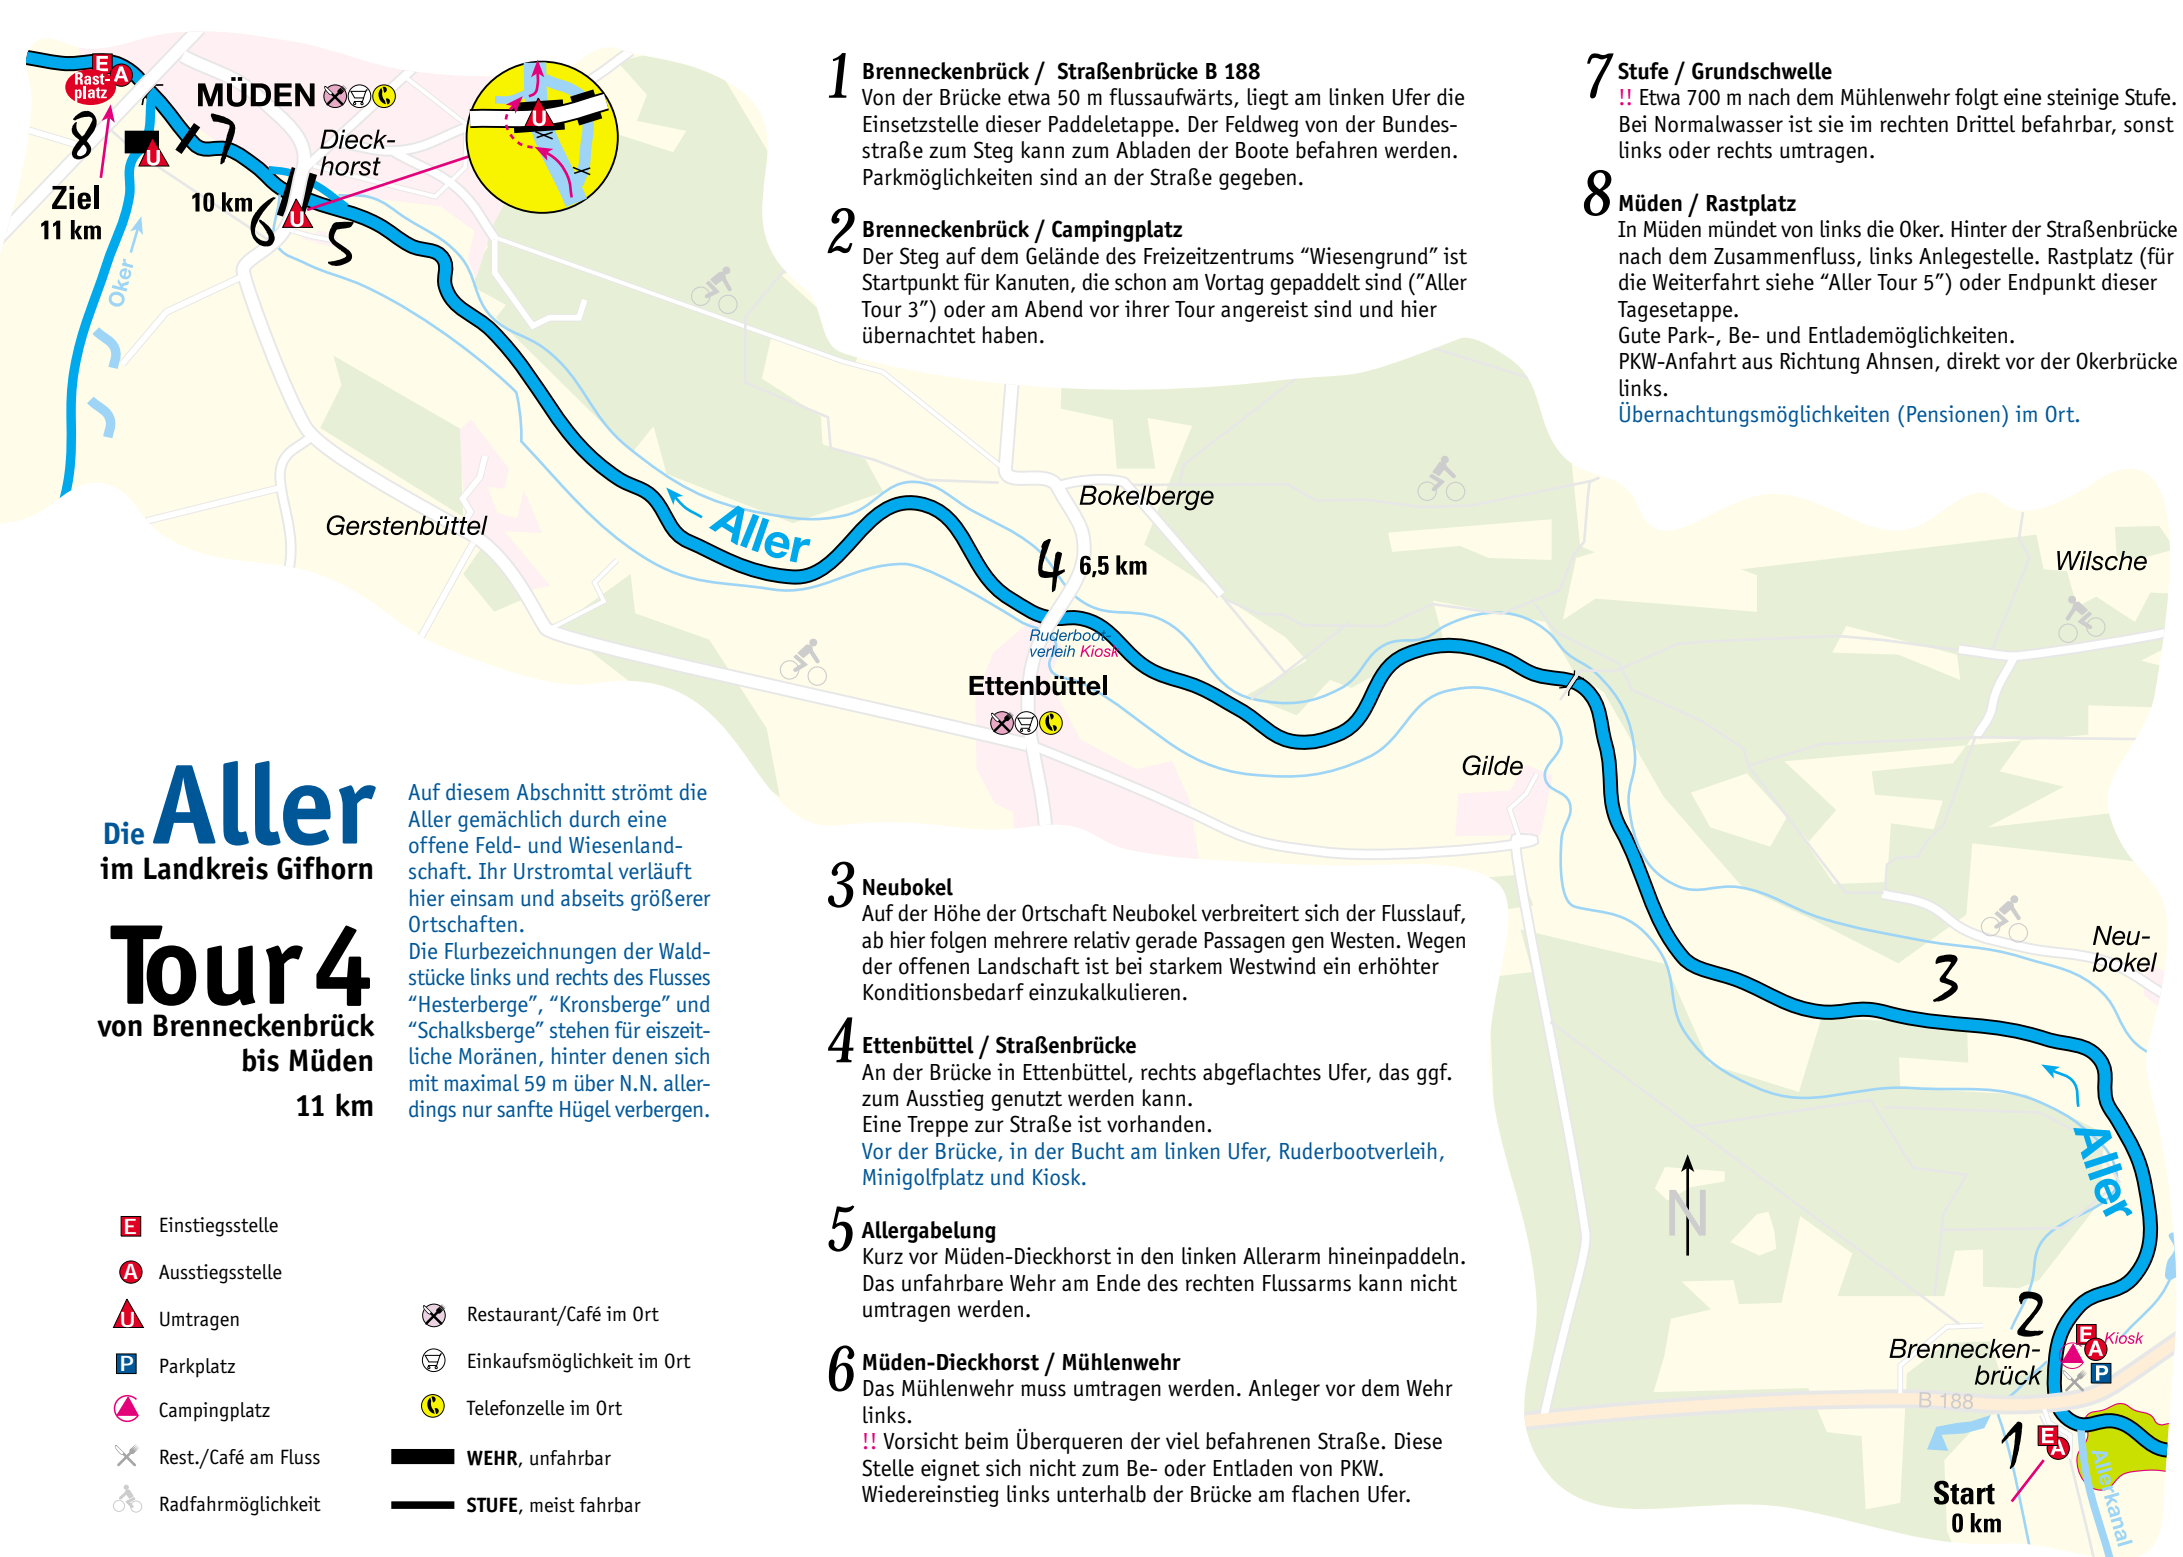 E
A
Rast-
platz
MÜDEN
Dieck-
horst
8
7
U
10 km
6
U
5
U
Ziel
11 km
Oker
Gerstenbüttel
Aller
Bokelberge
4
6,5 km
Ruderboot-
verleih Kiosk
Ettenbüttel
Gilde
Wilsche
Neu-
bokel
3
Aller
N
2
Brennecken-
brück
E
A
Kiosk
P
B 188
1
E
A
Start
0 km
Allerkanal
Die Aller
im Landkreis Gifhorn
Tour 4
von Brenneckenbrück
bis Müden
11 km
Auf diesem Abschnitt strömt die
Aller gemächlich durch eine
offene Feld- und Wiesenland-
schaft. Ihr Urstromtal verläuft
hier einsam und abseits größerer
Ortschaften.
Die Flurbezeichnungen der Wald-
stücke links und rechts des Flusses
“Hesterberge”, “Kronsberge” und
“Schalksberge” stehen für eiszeit-
liche Moränen, hinter denen sich
mit maximal 59 m über N.N. aller-
dings nur sanfte Hügel verbergen.
E Einstiegsstelle
A Ausstiegsstelle
U Umtragen
P Parkplatz
Campingplatz
Rest./Café am Fluss
Radfahrmöglichkeit
Restaurant/Café im Ort
Einkaufsmöglichkeit im Ort
Telefonzelle im Ort
WEHR, unfahrbar
STUFE, meist fahrbar
1 Brenneckenbrück / Straßenbrücke B 188
Von der Brücke etwa 50 m flussaufwärts, liegt am linken Ufer die
Einsetzstelle dieser Paddeletappe. Der Feldweg von der Bundes-
straße zum Steg kann zum Abladen der Boote befahren werden.
Parkmöglichkeiten sind an der Straße gegeben.
2 Brenneckenbrück / Campingplatz
Der Steg auf dem Gelände des Freizeitzentrums “Wiesengrund” ist
Startpunkt für Kanuten, die schon am Vortag gepaddelt sind (”Aller
Tour 3”) oder am Abend vor ihrer Tour angereist sind und hier
übernachtet haben.
3 Neubokel
Auf der Höhe der Ortschaft Neubokel verbreitert sich der Flusslauf,
ab hier folgen mehrere relativ gerade Passagen gen Westen. Wegen
der offenen Landschaft ist bei starkem Westwind ein erhöhter
Konditionsbedarf einzukalkulieren.
4 Ettenbüttel / Straßenbrücke
An der Brücke in Ettenbüttel, rechts abgeflachtes Ufer, das ggf.
zum Ausstieg genutzt werden kann.
Eine Treppe zur Straße ist vorhanden.
Vor der Brücke, in der Bucht am linken Ufer, Ruderbootverleih,
Minigolfplatz und Kiosk.
5 Allergabelung
Kurz vor Müden-Dieckhorst in den linken Allerarm hineinpaddeln.
Das unfahrbare Wehr am Ende des rechten Flussarms kann nicht
umtragen werden.
6 Müden-Dieckhorst / Mühlenwehr
Das Mühlenwehr muss umtragen werden. Anleger vor dem Wehr
links.
!! Vorsicht beim Überqueren der viel befahrenen Straße. Diese
Stelle eignet sich nicht zum Be- oder Entladen von PKW.
Wiedereinstieg links unterhalb der Brücke am flachen Ufer.
7 Stufe / Grundschwelle
!! Etwa 700 m nach dem Mühlenwehr folgt eine steinige Stufe.
Bei Normalwasser ist sie im rechten Drittel befahrbar, sonst
links oder rechts umtragen.
8 Müden / Rastplatz
In Müden mündet von links die Oker. Hinter der Straßenbrücke
nach dem Zusammenfluss, links Anlegestelle. Rastplatz (für
die Weiterfahrt siehe “Aller Tour 5”) oder Endpunkt dieser
Tagesetappe.
Gute Park-, Be- und Entlademöglichkeiten.
PKW-Anfahrt aus Richtung Ahnsen, direkt vor der Okerbrücke
links.
Übernachtungsmöglichkeiten (Pensionen) im Ort.